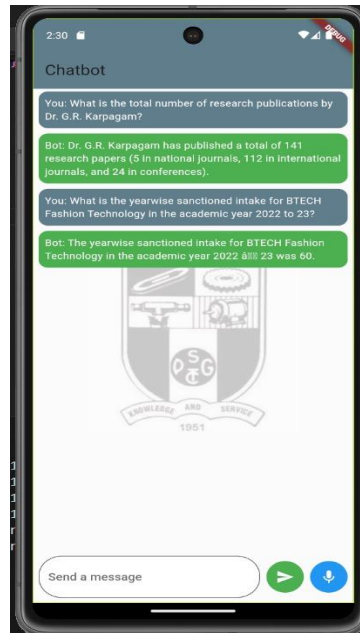 2:30
DEBUG
Chatbot
You: What is the total number of research publications by
Dr. G.R. Karpagam?
Bot: Dr. G.R. Karpagam has published a total of 141
research papers (5 in national journals, 112 in international
journals, and 24 in conferences).
You: What is the yearwise sanctioned intake for BTECH
Fashion Technology in the academic year 2022 to 23?
Bot: The yearwise sanctioned intake for BTECH Fashion
Technology in the academic year 2022 â 23 was 60.
PSG
CT
KNOWLEDGE AND SERVICE
1951
Send a message